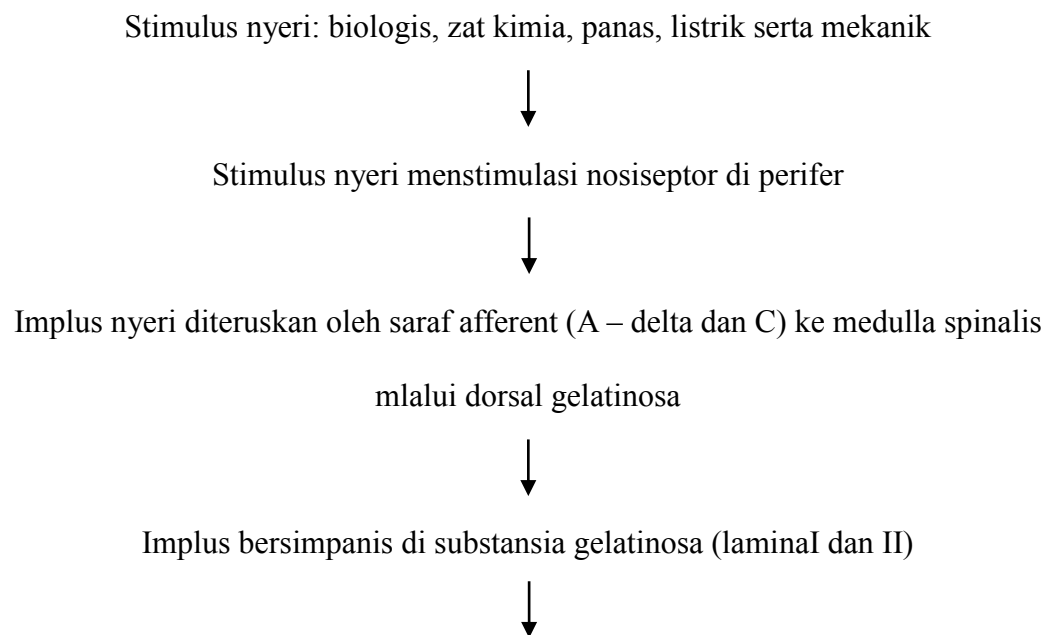 Stimulus nyeri: biologis, zat kimia, panas, listrik serta mekanik
Stimulus nyeri menstimulasi nosiseptor di perifer
Implus nyeri diteruskan oleh saraf afferent (A – delta dan C) ke medulla spinalis
mlalui dorsal gelatinosa
Implus bersimpanis di substansia gelatinosa (laminaI dan II)